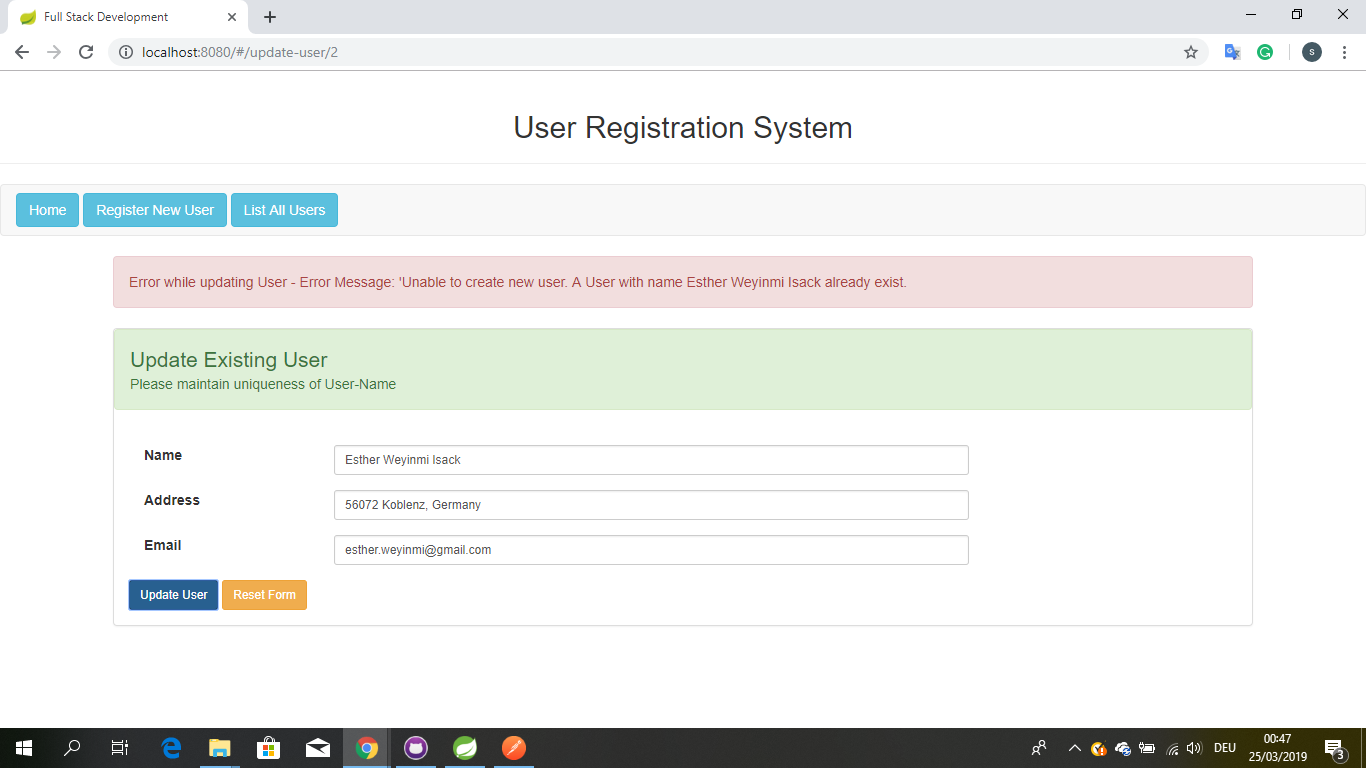 Full Stack Development
localhost:8080/#/update-user/2
S
User Registration System
Home
Register New User
List All Users
Error while updating User - Error Message: 'Unable to create new user. A User with name Esther Weyinmi Isack already exist.
Update Existing User
Please maintain uniqueness of User-Name
Name
Esther Weyinmi Isack
Address
56072 Koblenz, Germany
Email
esther.weyinmi@gmail.com
Update User
Reset Form
DEU
00:47
25/03/2019
3